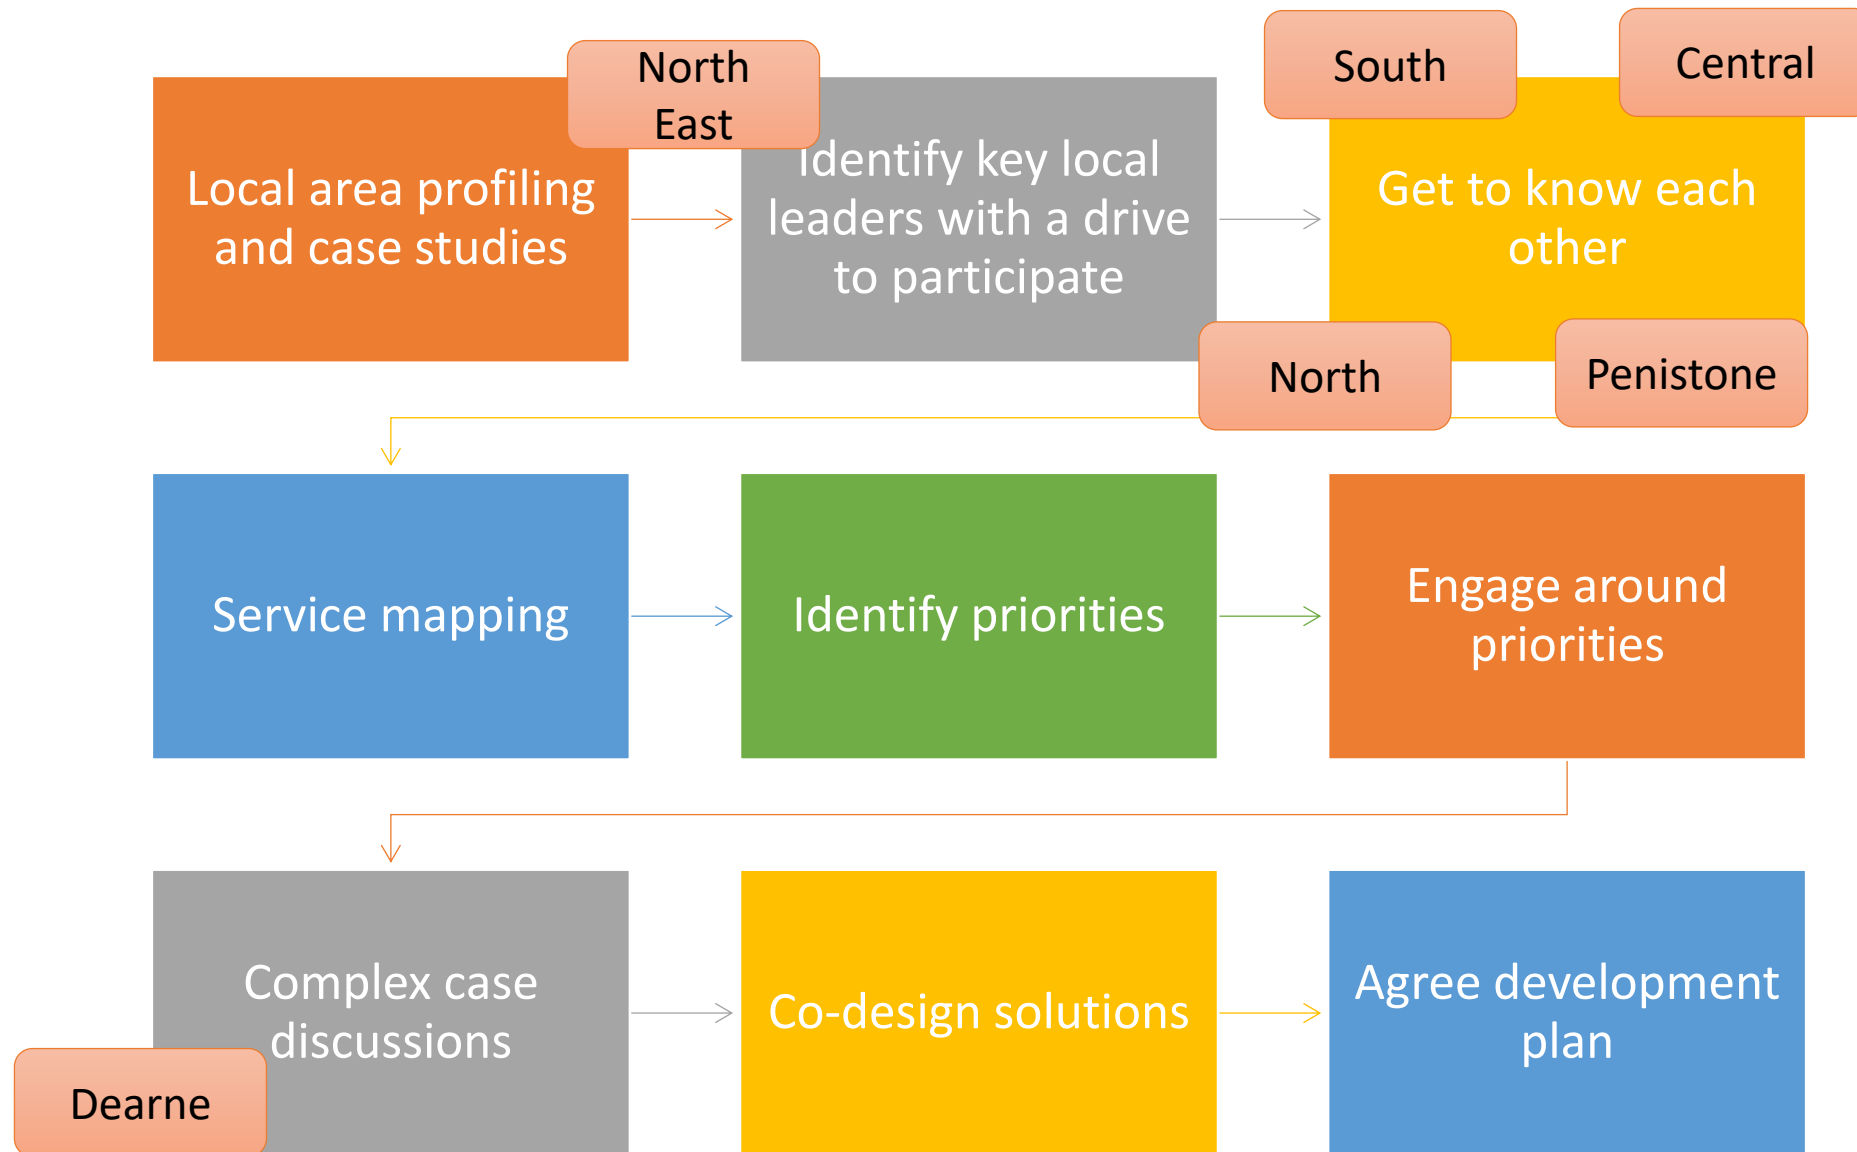 North
East
South
Central
Local area profiling
and case studies
Identify key local
leaders with a drive
to participate
Get to know each
other
North
Penistone
Service mapping
Identify priorities
Engage around
priorities
Complex case
discussions
Co-design solutions
Agree development
plan
Dearne